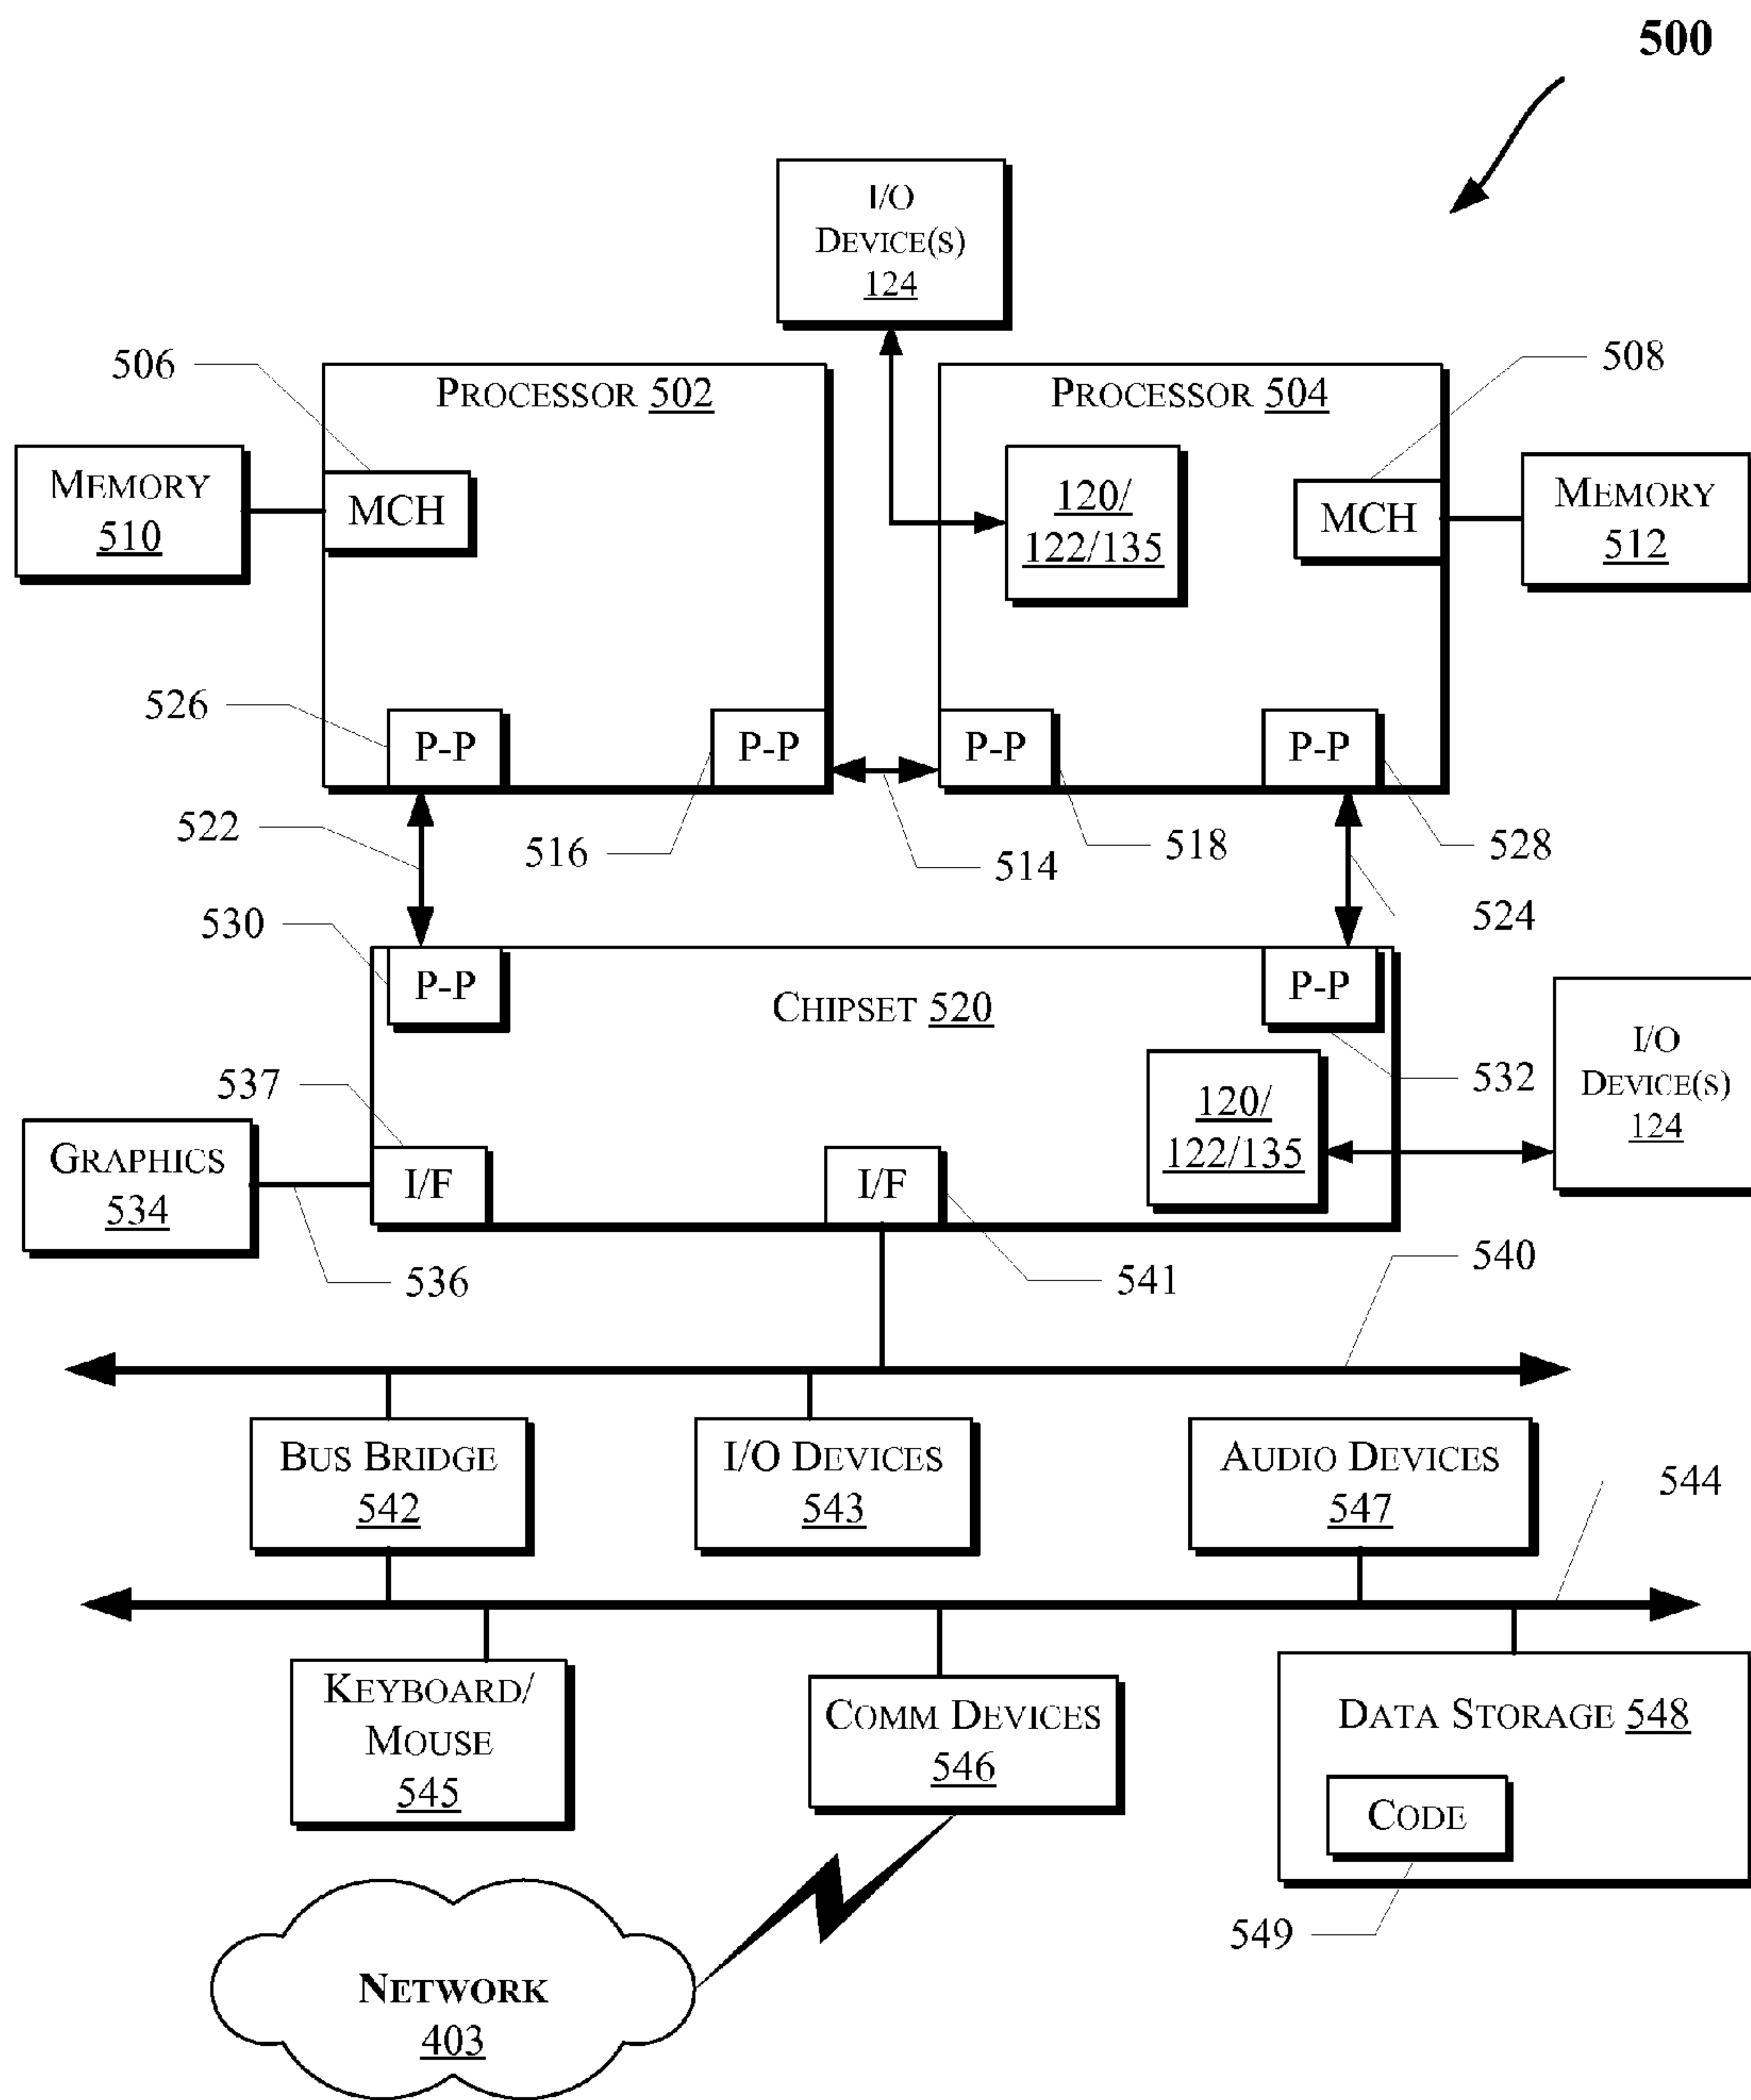 500
I/O
DEVICE(S)
124
506
PROCESSOR 502
PROCESSOR 504
508
MEMORY
510
MCH
120/
122/135
MCH
MEMORY
512
526
P-P
P-P
P-P
P-P
522
516
514
518
528
530
524
P-P
CHIPSET 520
P-P
I/O
DEVICE(S)
124
537
532
120/
122/135
GRAPHICS
534
I/F
I/F
536
541
540
BUS BRIDGE
542
I/O DEVICES
543
AUDIO DEVICES
547
544
KEYBOARD/
MOUSE
545
COMM DEVICES
546
DATA STORAGE 548
CODE
549
NETWORK
403